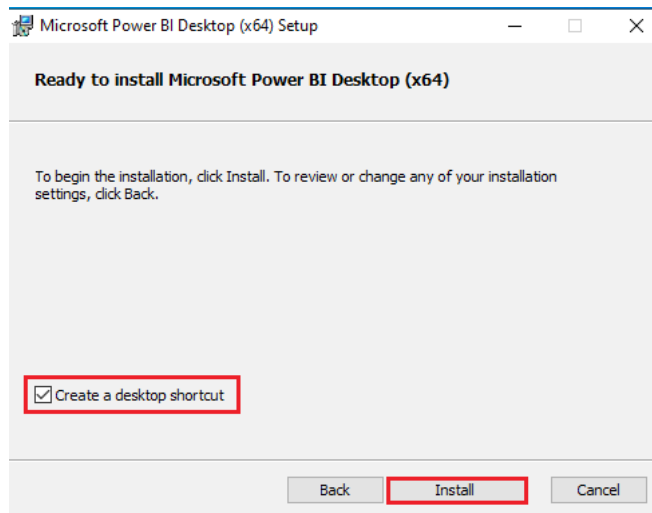 Microsoft Power BI Desktop (x64) Setup
Ready to install Microsoft Power BI Desktop (x64)
To begin the installation, click Install. To review or change any of your installation
settings, click Back.
Create a desktop shortcut
Back Install Cancel